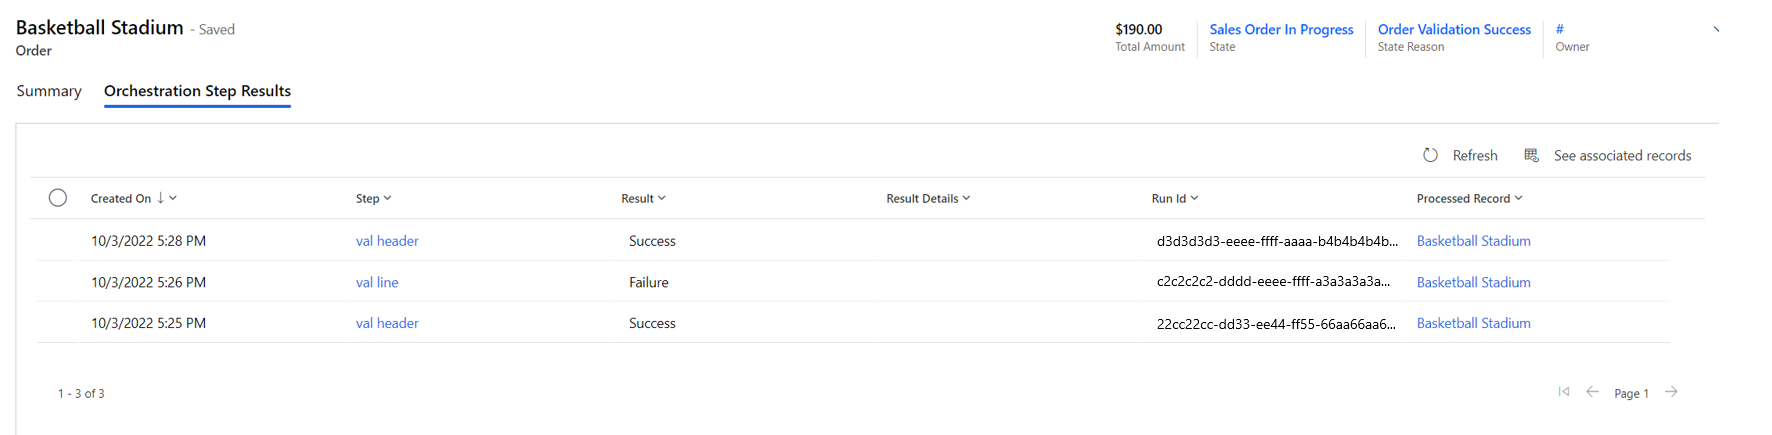 Basketball Stadium - Saved
Order
$190.00
Total Amount
Sales Order In Progress
State
Order Validation Success
State Reason
#
Owner
Summary Orchestration Step Results
Refresh See associated records
Created On Step Result Result Details Run Id Processed Record
10/3/2022 5:28 PM val header Success d3d3d3d3-eeee-ffff-aaaa-b4b4b4b4b... Basketball Stadium
10/3/2022 5:26 PM val line Failure c2c2c2c2-dddd-eeee-ffff-a3a3a3a3a... Basketball Stadium
10/3/2022 5:25 PM val header Success 22cc22cc-dd33-ee44-ff55-66aa66aa6... Basketball Stadium
1 - 3 of 3 Page 1